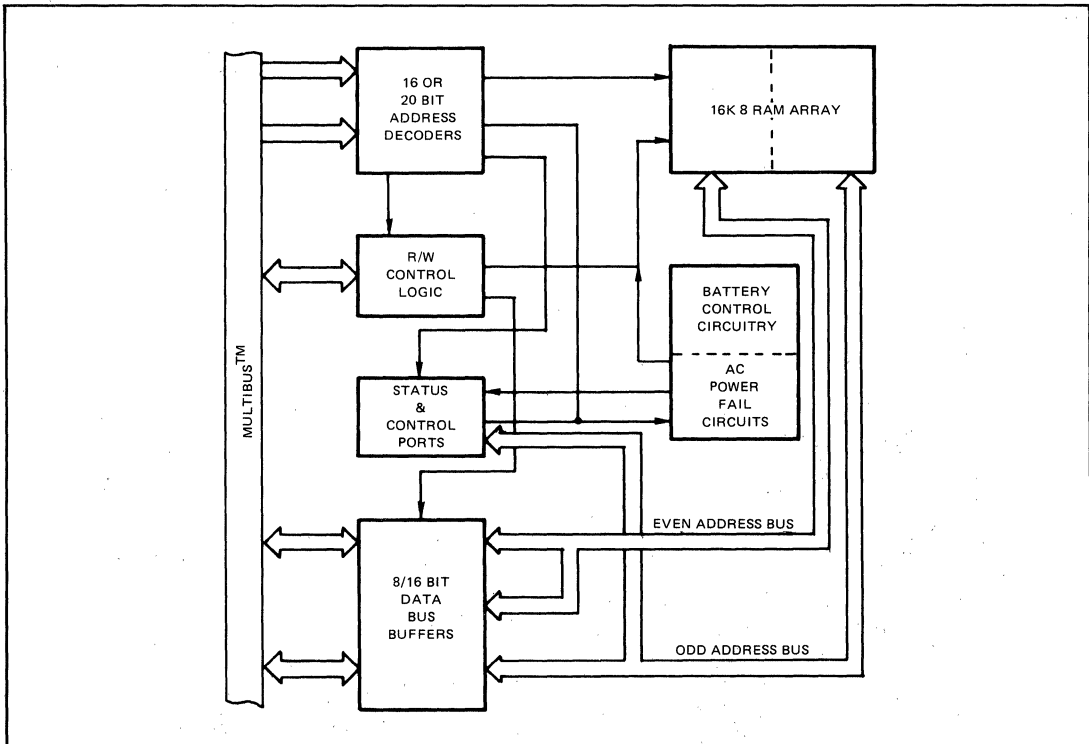 16 OR
20 BIT
ADDRESS
DECODERS
16K 8 RAM ARRAY
R/W
CONTROL
LOGIC
BATTERY
CONTROL
CIRCUITRY
AC
POWER
FAIL
CIRCUITS
STATUS
&
CONTROL
PORTS
MULTIBUS™
EVEN ADDRESS BUS
8/16 BIT
DATA
BUS
BUFFERS
ODD ADDRESS BUS